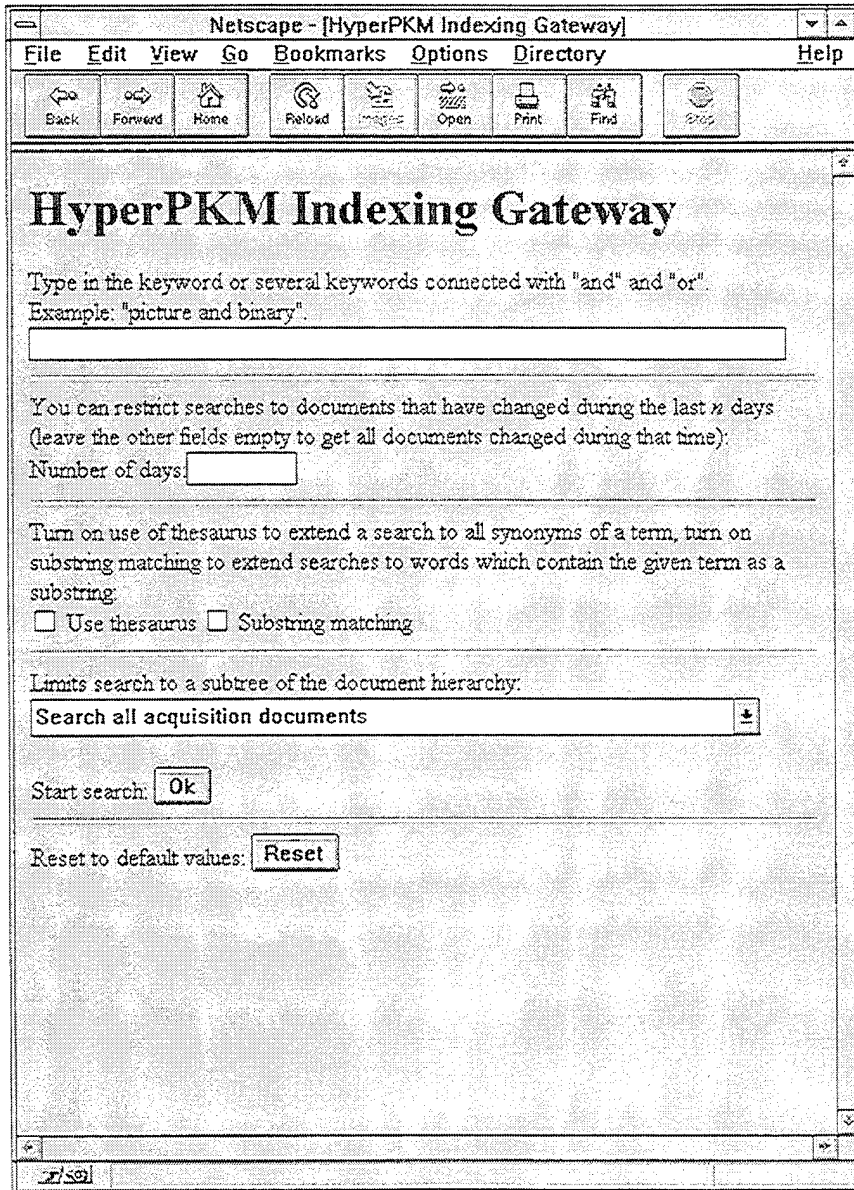 Netscape - [HyperPKM Indexing Gateway]
File Edit View Go Bookmarks Options Directory Help
Back Forward Home Reload Images Open Print Find Stop
HyperPKM Indexing Gateway
Type in the keyword or several keywords connected with "and" and "or".
Example: "picture and binary".
You can restrict searches to documents that have changed during the last n days
(leave the other fields empty to get all documents changed during that time):
Number of days:
Turn on use of thesaurus to extend a search to all synonyms of a term, turn on
substring matching to extend searches to words which contain the given term as a
substring:
Use thesaurus Substring matching
Limits search to a subtree of the document hierarchy:
Search all acquisition documents
Start search: Ok
Reset to default values: Reset